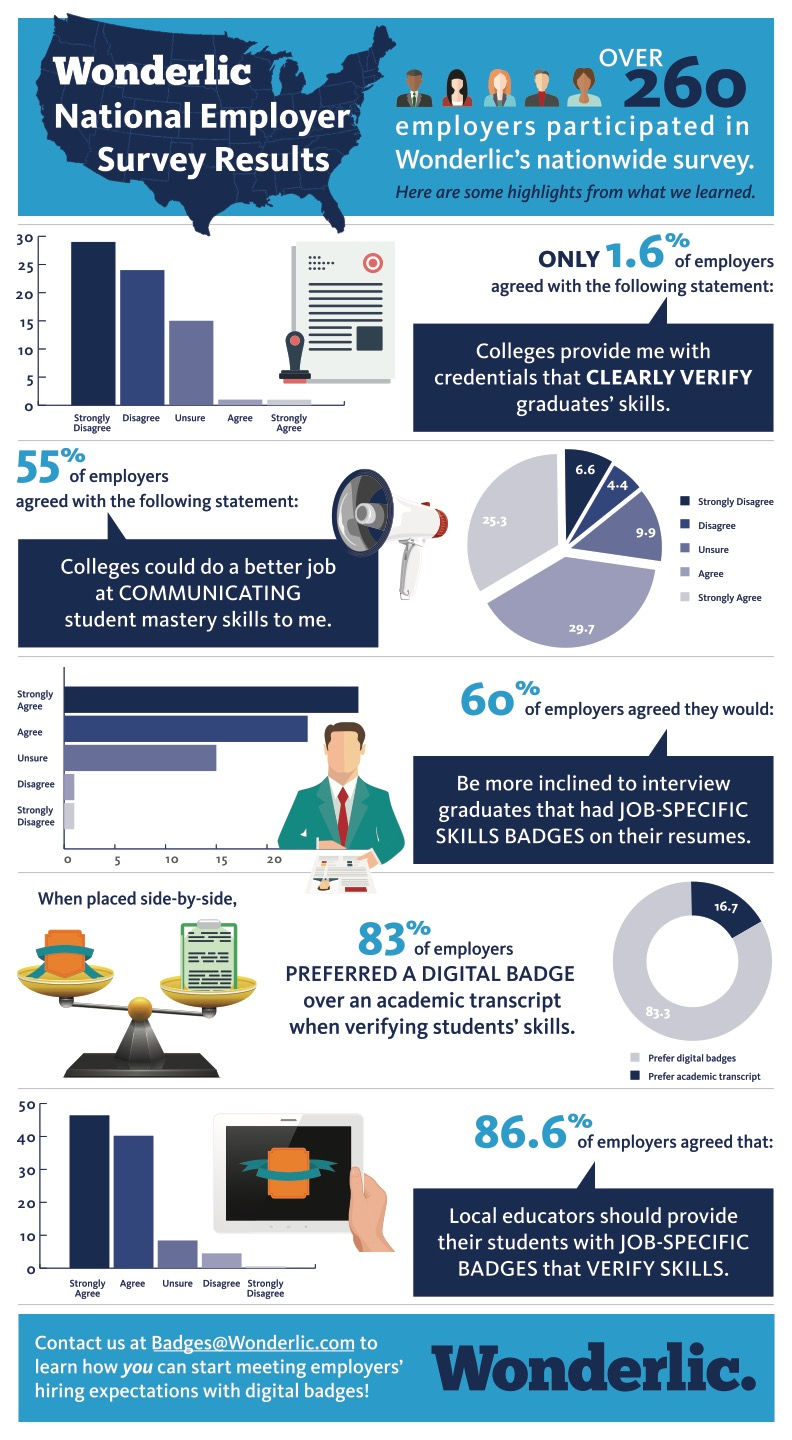 Wonderlic
National Employer
Survey Results
OVER
260
employers participated in
Wonderlic's nationwide survey.
Here are some highlights from what we learned.
30
25
20
15
10
5
0
Strongly
Disagree
Disagree
Unsure
Agree
Strongly
Agree
ONLY 1.6% of employers
agreed with the following statement:
Colleges provide me with
credentials that CLEARLY VERIFY
graduates' skills.
55% of employers
agreed with the following statement:
Colleges could do a better job
at COMMUNICATING
student mastery skills to me.
6.6
4.4
9.9
29.7
25.3
Strongly Disagree
Disagree
Unsure
Agree
Strongly Agree
Strongly
Agree
Agree
Unsure
Disagree
Strongly
Disagree
0 5 10 15 20
60% of employers agreed they would:
Be more inclined to interview
graduates that had JOB-SPECIFIC
SKILLS BADGES on their resumes.
When placed side-by-side,
83% of employers
PREFERRED A DIGITAL BADGE
over an academic transcript
when verifying students' skills.
16.7
83.3
Prefer digital badges
Prefer academic transcript
50
40
30
20
10
0
Strongly
Agree
Agree
Unsure
Disagree
Strongly
Disagree
86.6% of employers agreed that:
Local educators should provide
their students with JOB-SPECIFIC
BADGES that VERIFY SKILLS.
Contact us at Badges@Wonderlic.com to
learn how you can start meeting employers'
hiring expectations with digital badges!
Wonderlic.